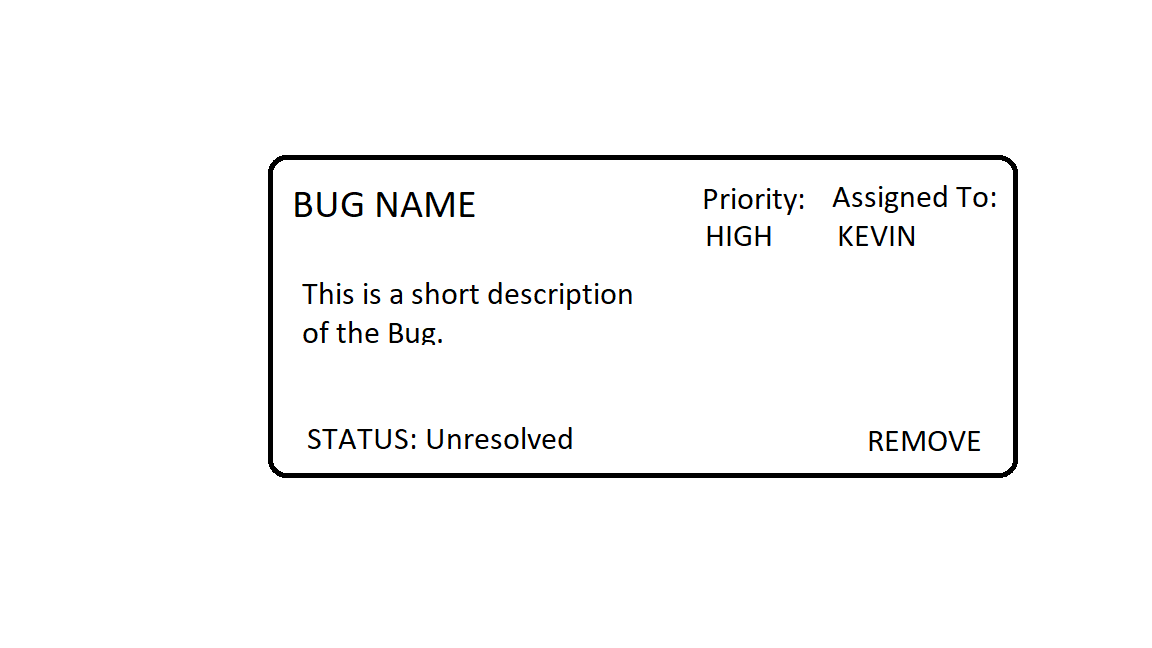 BUG NAME
Priority:
HIGH
Assigned To:
KEVIN
This is a short description
of the Bug.
STATUS: Unresolved
REMOVE